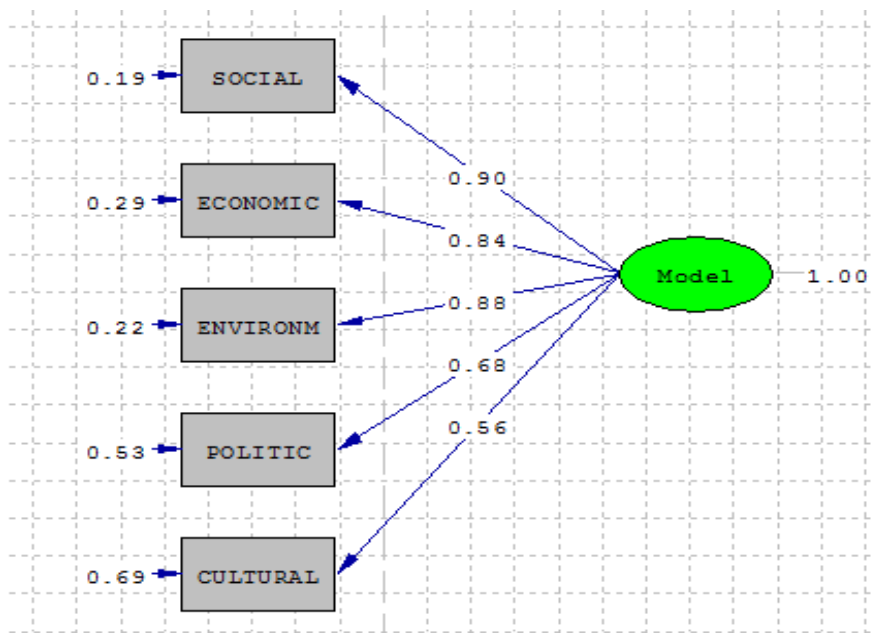 0.19
SOCIAL
0.90
0.29
ECONOMIC
0.84
Model
1.00
0.88
0.22
ENVIRONM
0.68
0.53
POLITIC
0.56
0.69
CULTURAL